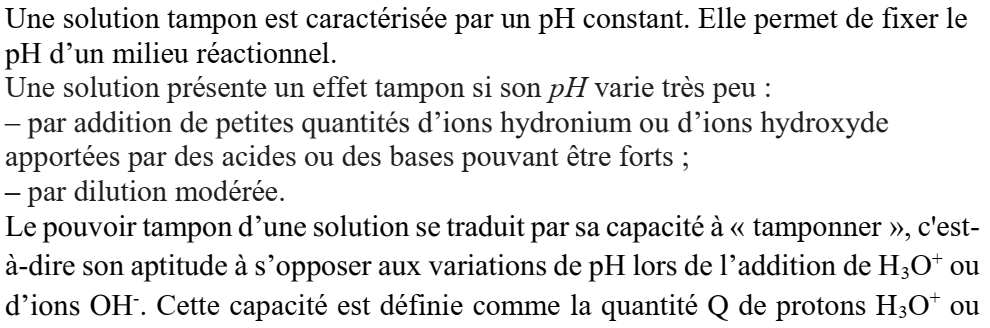 Une solution tampon est caractérisée par un pH constant. Elle permet de fixer le
pH d’un milieu réactionnel.
Une solution présente un effet tampon si son pH varie très peu :
– par addition de petites quantités d’ions hydronium ou d’ions hydroxyde
apportées par des acides ou des bases pouvant être forts ;
– par dilution modérée.
Le pouvoir tampon d’une solution se traduit par sa capacité à « tamponner », c'est-
à-dire son aptitude à s’opposer aux variations de pH lors de l’addition de H₃O⁺ ou
d’ions OH⁻. Cette capacité est définie comme la quantité Q de protons H₃O⁺ ou